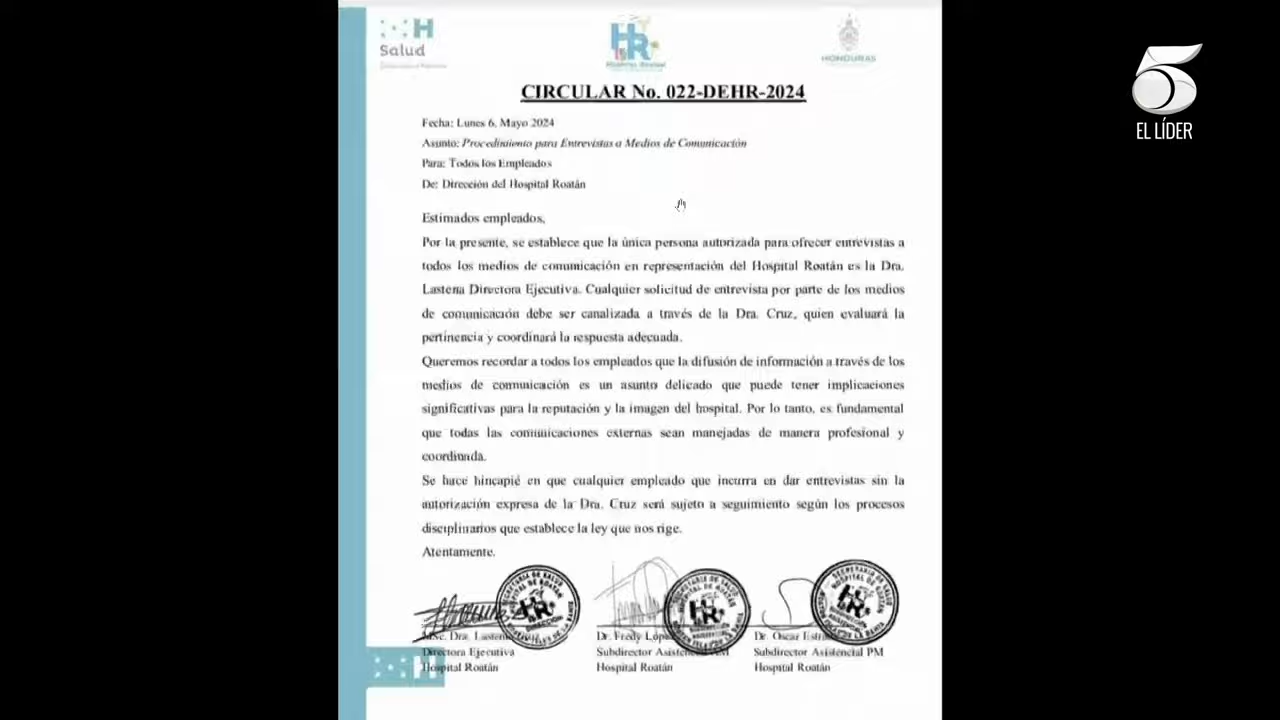 Salud
HR
HONDURAS
5
EL LÍDER
CIRCULAR No. 022-DEHR-2024
Fecha: Lunes 6, Mayo 2024
Asunto: Procedimiento para Entrevistas a Medios de Comunicación
Para: Todos los Empleados
De: Dirección del Hospital Roatán
Estimados empleados,
Por la presente, se establece que la única persona autorizada para ofrecer entrevistas a
todos los medios de comunicación en representación del Hospital Roatán es la Dra.
Lastena Directora Ejecutiva. Cualquier solicitud de entrevista por parte de los medios
de comunicación debe ser canalizada a través de la Dra. Cruz, quien evaluará la
pertinencia y coordinará la respuesta adecuada.
Queremos recordar a todos los empleados que la difusión de información a través de los
medios de comunicación es un asunto delicado que puede tener implicaciones
significativas para la reputación y la imagen del hospital. Por lo tanto, es fundamental
que todas las comunicaciones externas sean manejadas de manera profesional y
coordinada.
Se hace hincapié en que cualquier empleado que incurra en dar entrevistas sin la
autorización expresa de la Dra. Cruz será sujeto a seguimiento según los procesos
disciplinarios que establece la ley que nos rige.
Atentamente.
Msc. Dra. Lastena
Dr. Fredy
Dr. Oscar
Directora Ejecutiva
Subdirector Asistencial AM
Subdirector Asistencial PM
Hospital Roatán
Hospital Roatán
Hospital Roatán